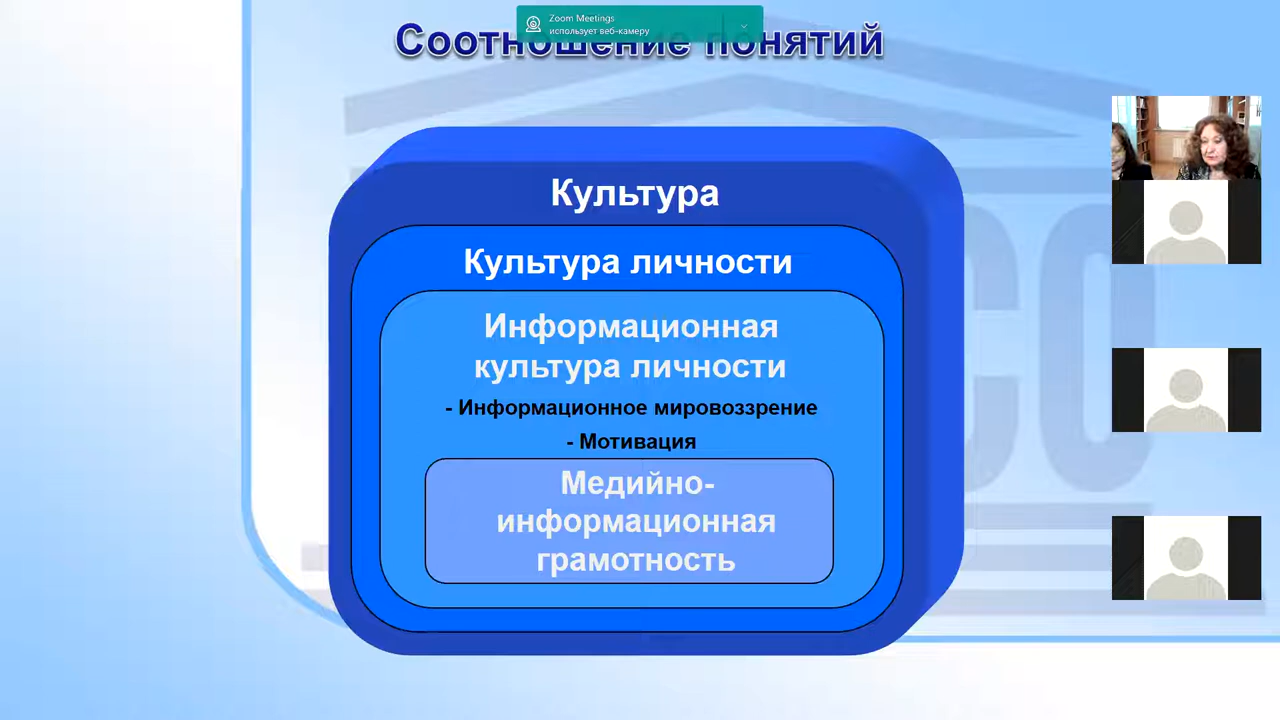 Zoom Meetings
использует веб-камеру
Соотношение понятий
Культура
Культура личности
Информационная
культура личности
- Информационное мировоззрение
- Мотивация
Медийно-
информационная
грамотность
CO